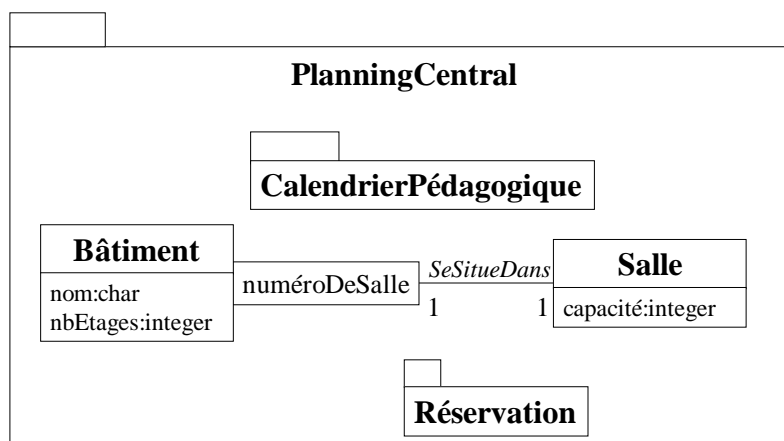 PlanningCentral
CalendrierPédagogique
Bâtiment
nom:char
nbEtages:integer
numéroDeSalle
SeSitueDans
1 1
Salle
capacité:integer
Réservation